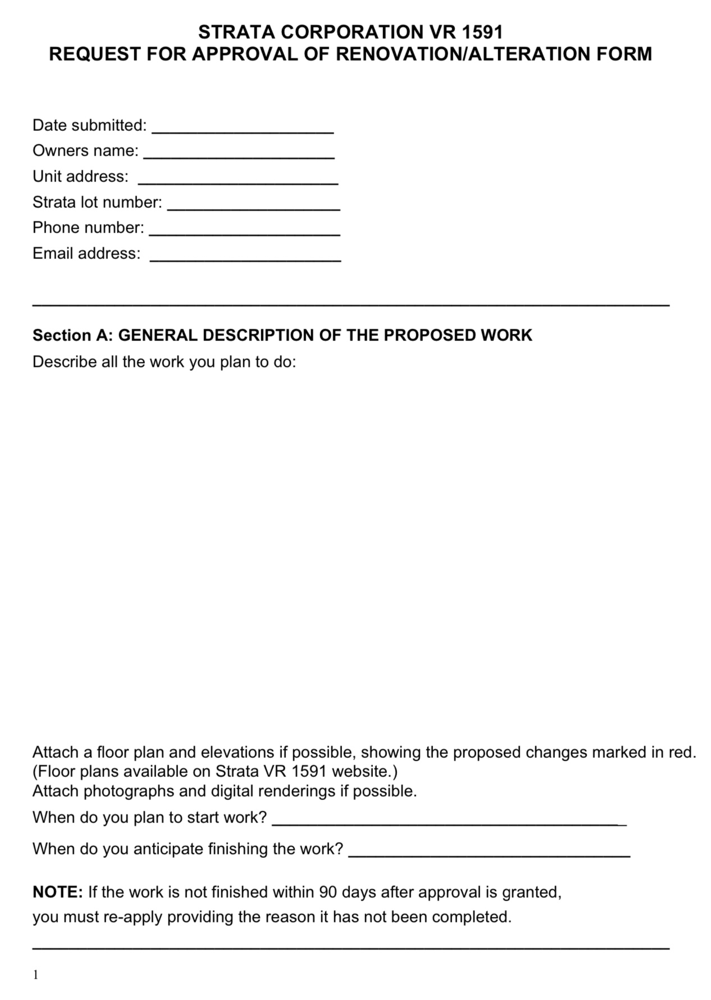 STRATA CORPORATION VR 1591
REQUEST FOR APPROVAL OF RENOVATION/ALTERATION FORM
Date submitted: ____________________
Owners name: _____________________
Unit address: ______________________
Strata lot number: ___________________
Phone number: _____________________
Email address: _____________________
Section A: GENERAL DESCRIPTION OF THE PROPOSED WORK
Describe all the work you plan to do:
Attach a floor plan and elevations if possible, showing the proposed changes marked in red.
(Floor plans available on Strata VR 1591 website.)
Attach photographs and digital renderings if possible.
When do you plan to start work? _______________________________________
When do you anticipate finishing the work? _______________________________
NOTE: If the work is not finished within 90 days after approval is granted,
you must re-apply providing the reason it has not been completed.
1